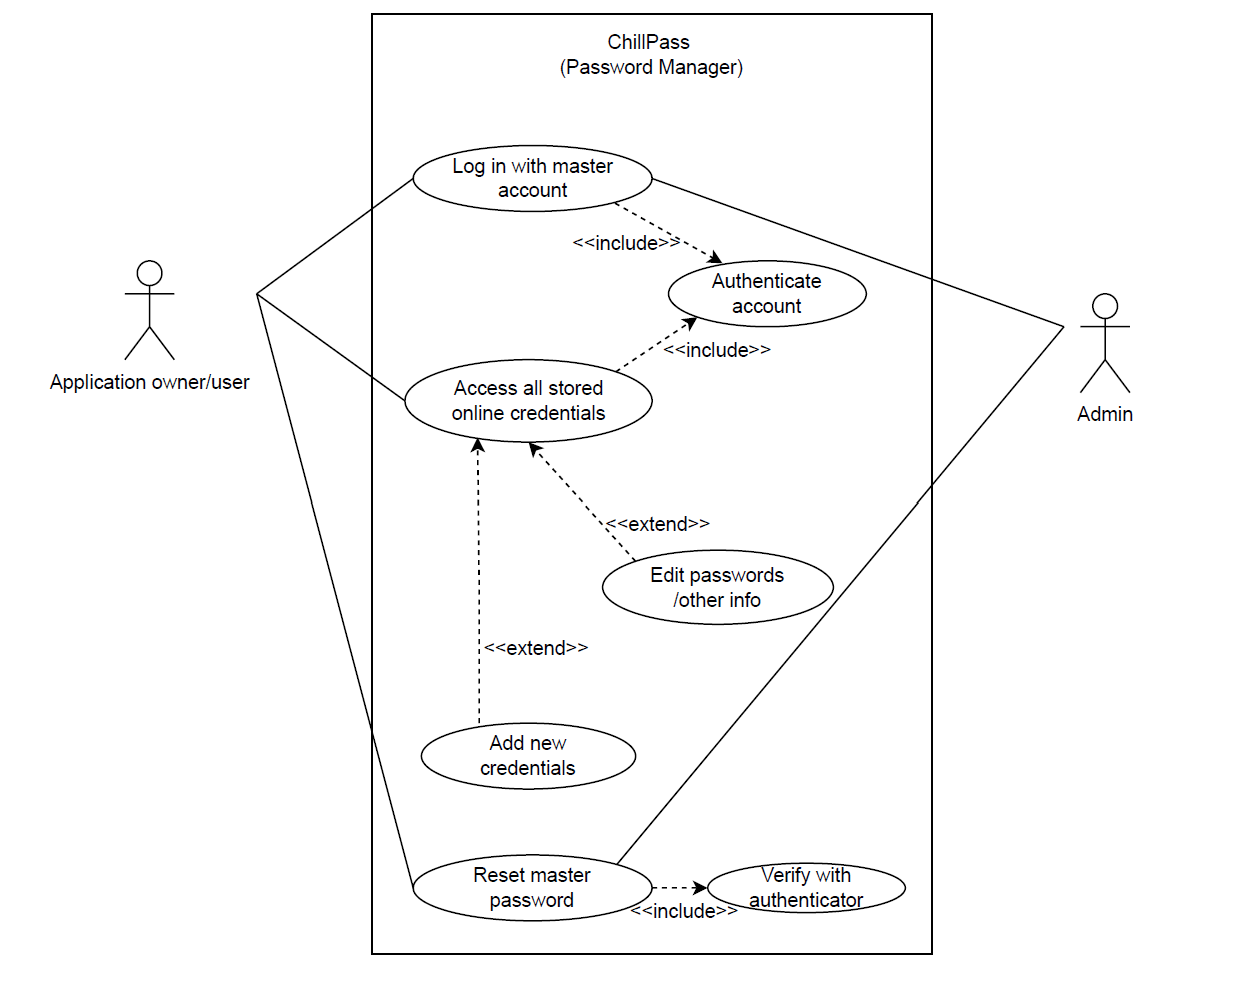 ChillPass
(Password Manager)
Log in with master
account
<<include>>
Authenticate
account
<<include>>
Application owner/user
Access all stored
online credentials
Admin
<<extend>>
Edit passwords
/other info
<<extend>>
Add new
credentials
Reset master
password
<<include>>
Verify with
authenticator